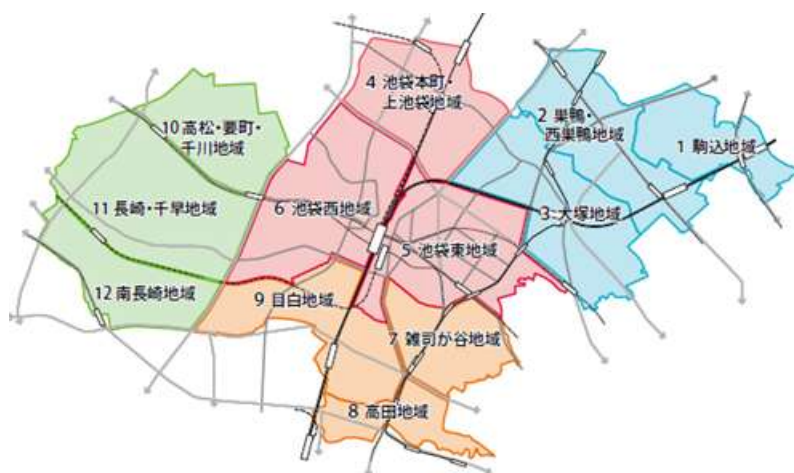 4 池袋本町・
上池袋地域
2 巣鴨・
西巣鴨地域
1 駒込地域
10 高松・要町・
千川地域
11 長崎・千早地域
6 池袋西地域
3 大塚地域
5 池袋東地域
12 南長崎地域
9 目白地域
7 雑司が谷地域
8 高田地域